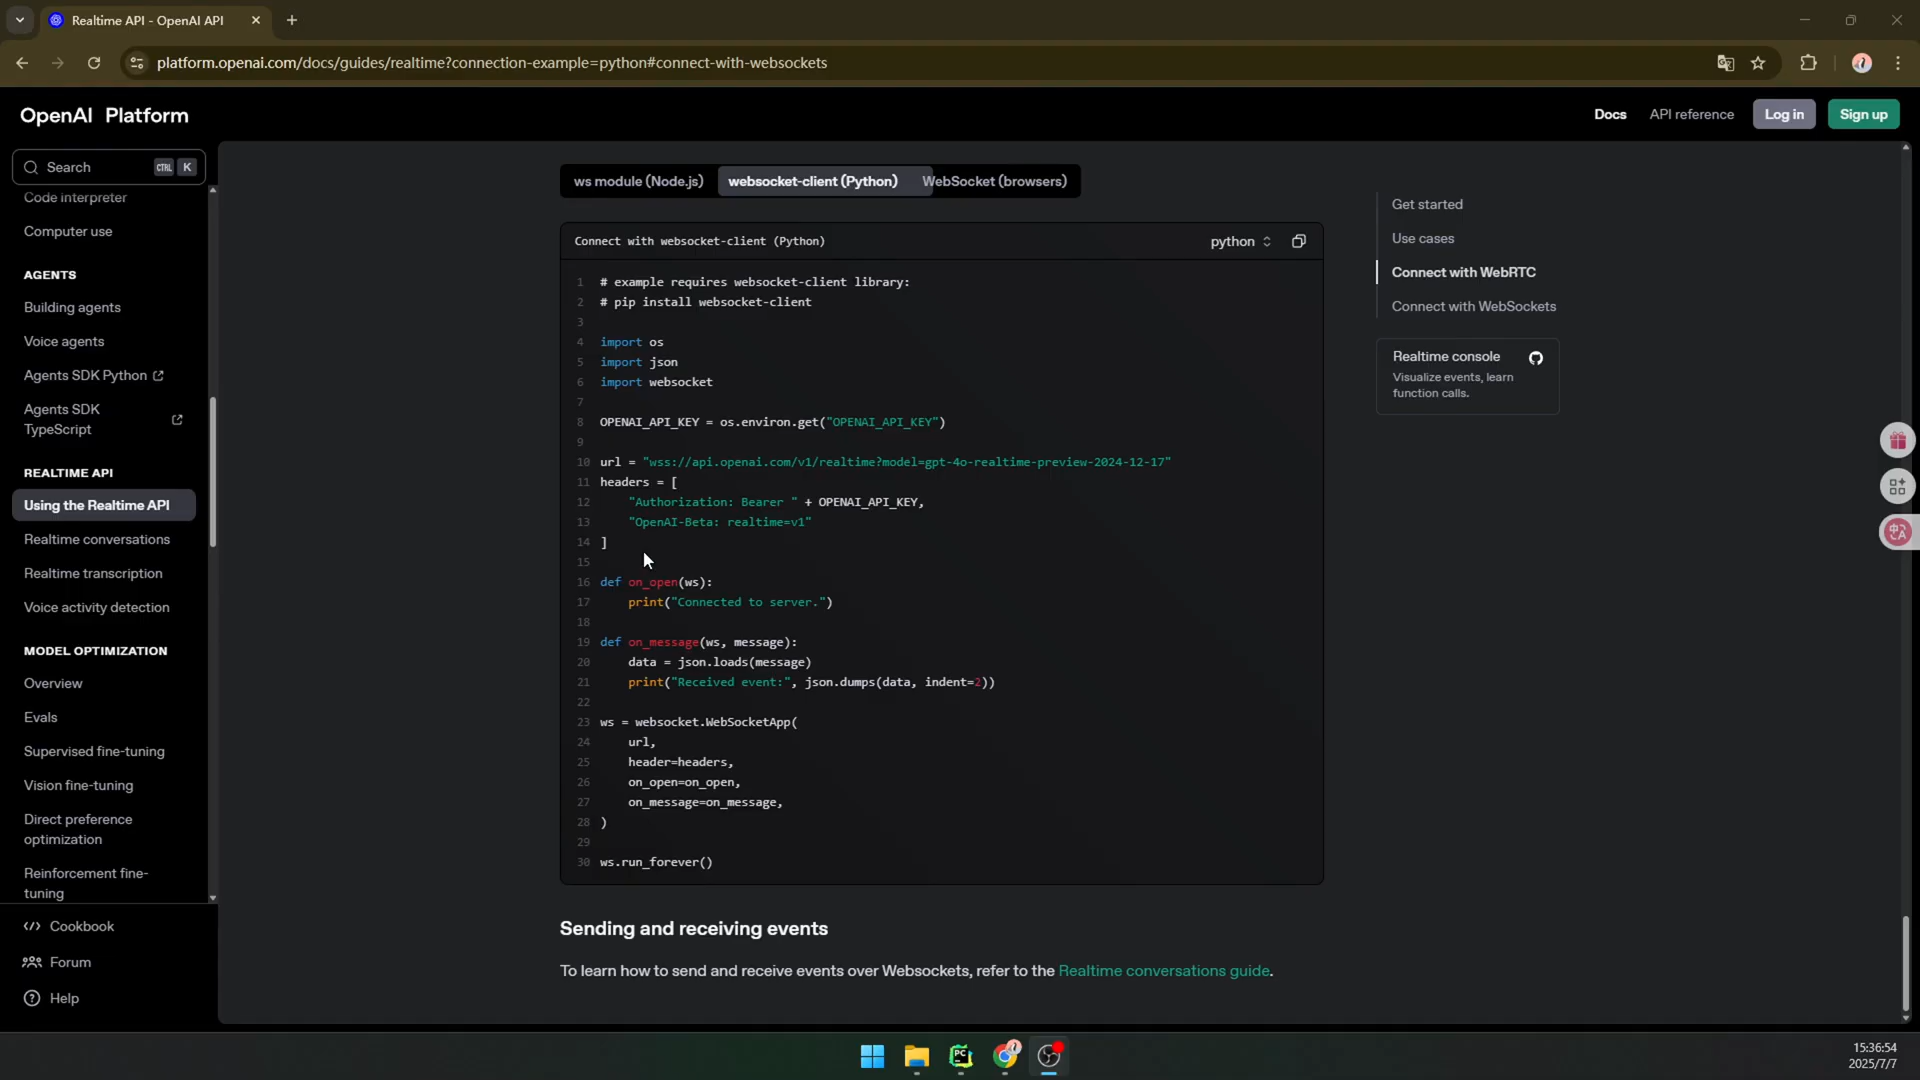 Realtime API - OpenAI API
platform.openai.com/docs/guides/realtime?connection-example=python#connect-with-websockets
OpenAI Platform
Docs
API reference
Log in
Sign up
Search
CTRL
K
Code interpreter
Computer use
AGENTS
Building agents
Voice agents
Agents SDK Python
Agents SDK
TypeScript
REALTIME API
Using the Realtime API
Realtime conversations
Realtime transcription
Voice activity detection
MODEL OPTIMIZATION
Overview
Evals
Supervised fine-tuning
Vision fine-tuning
Direct preference
optimization
Reinforcement fine-
tuning
Cookbook
Forum
Help
ws module (Node.js)
websocket-client (Python)
WebSocket (browsers)
Connect with websocket-client (Python)
python
1 # example requires websocket-client library:
2 # pip install websocket-client
3
4 import os
5 import json
6 import websocket
7
8 OPENAI_API_KEY = os.environ.get("OPENAI_API_KEY")
9
10 url = "wss://api.openai.com/v1/realtime?model=gpt-4o-realtime-preview-2024-12-17"
11 headers = [
12 "Authorization: Bearer " + OPENAI_API_KEY,
13 "OpenAI-Beta: realtime=v1"
14 ]
15
16 def on_open(ws):
17 print("Connected to server.")
18
19 def on_message(ws, message):
20 data = json.loads(message)
21 print("Received event:", json.dumps(data, indent=2))
22
23 ws = websocket.WebSocketApp(
24 url,
25 header=headers,
26 on_open=on_open,
27 on_message=on_message,
28 )
29
30 ws.run_forever()
Sending and receiving events
To learn how to send and receive events over Websockets, refer to the Realtime conversations guide.
Get started
Use cases
Connect with WebRTC
Connect with WebSockets
Realtime console
Visualize events, learn
function calls.
PC
15:36:54
2025/7/7